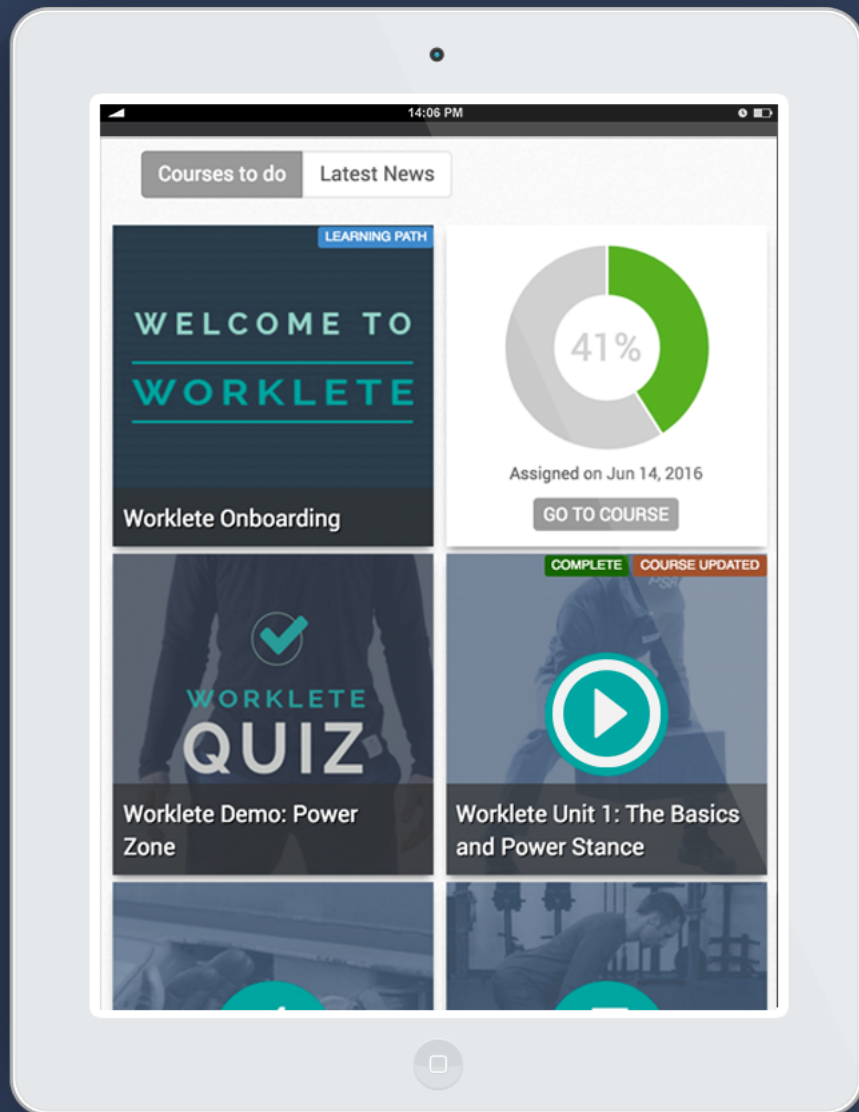 14:06 PM
Courses to do
Latest News
LEARNING PATH
WELCOME TO
WORKLETE
Worklete Onboarding
41%
Assigned on Jun 14, 2016
GO TO COURSE
WORKLETE
QUIZ
Worklete Demo: Power
Zone
COMPLETE
COURSE UPDATED
Worklete Unit 1: The Basics
and Power Stance